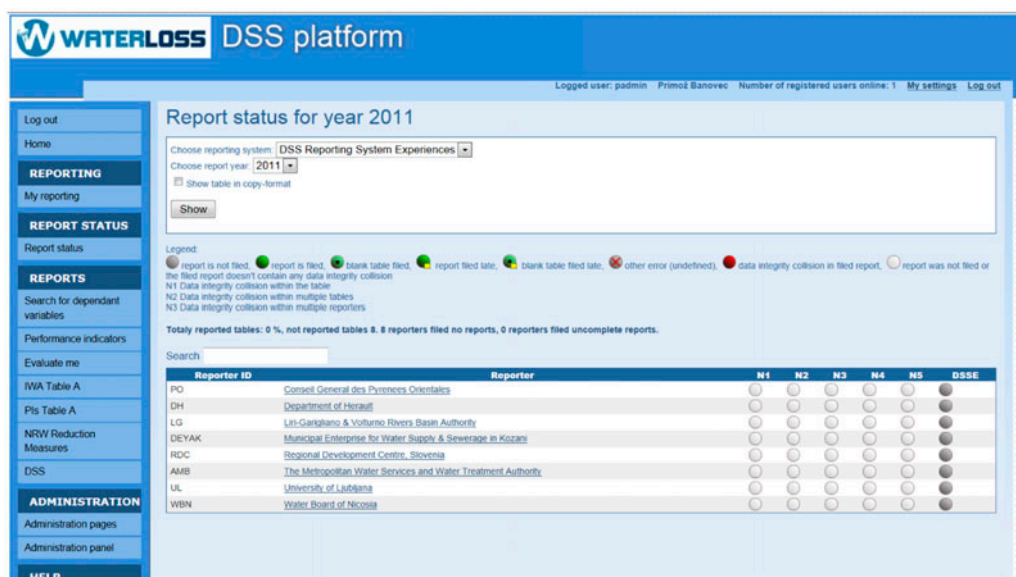 WATERLOSS DSS platform
Logged user: padmin Primož Banovec Number of registered users online: 1 My settings Log out
Log out
Home
REPORTING
My reporting
REPORT STATUS
Report status
REPORTS
Search for dependant
variables
Performance indicators
Evaluate me
IWA Table A
PIs Table A
NRW Reduction
Measures
DSS
ADMINISTRATION
Administration pages
Administration panel
HELP
Report status for year 2011
Choose reporting system: DSS Reporting System Experiences
Choose report year: 2011
Show table in copy-format
Show
Legend:
report is not filed, report is filed, blank table filed, report filed late, blank table filed late, other error (undefined), data integrity collision in filed report, report was not filed or
the filed report doesn't contain any data integrity collision
N1 Data integrity collision within the table
N2 Data integrity collision within multiple tables
N3 Data integrity collision within multiple reporters
Totaly reported tables: 0 %, not reported tables 8. 8 reporters filed no reports, 0 reporters filed uncomplete reports.
Search
Reporter ID Reporter N1 N2 N3 N4 N5 DSSE
PO Conseil General des Pyrenees Orientales
DH Department of Herault
LG Liri-Garigliano & Volturno Rivers Basin Authority
DEYAK Municipal Enterprise for Water Supply & Sewerage in Kozani
RDC Regional Development Centre, Slovenia
AMB The Metropolitan Water Services and Water Treatment Authority
UL University of Ljubljana
WBN Water Board of Nicosia